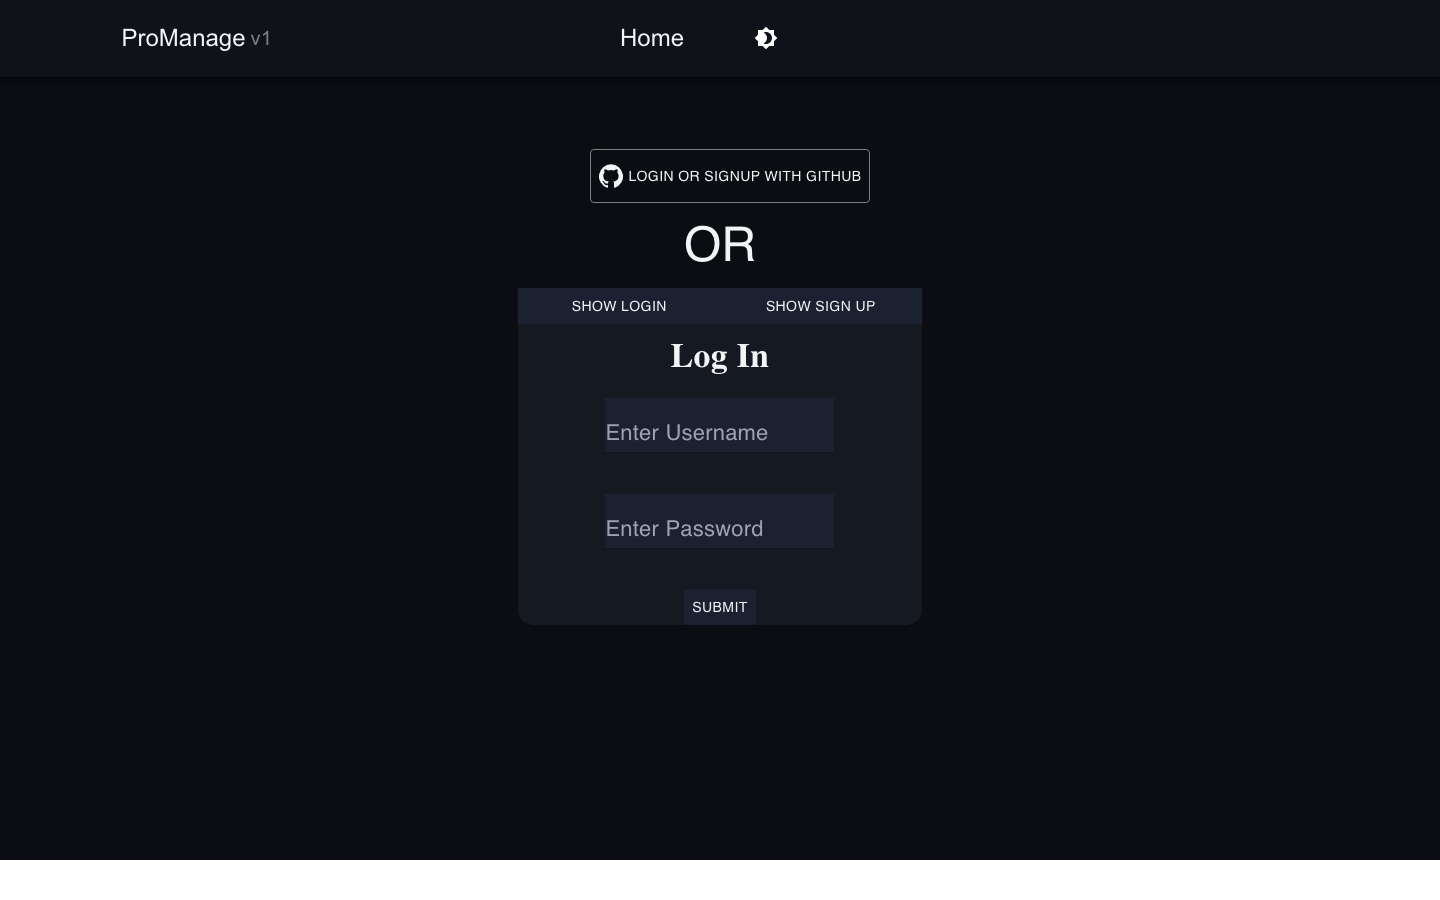 ProManage v1
Home
LOGIN OR SIGNUP WITH GITHUB
OR
SHOW LOGIN
SHOW SIGN UP
Log In
Enter Username
Enter Password
SUBMIT